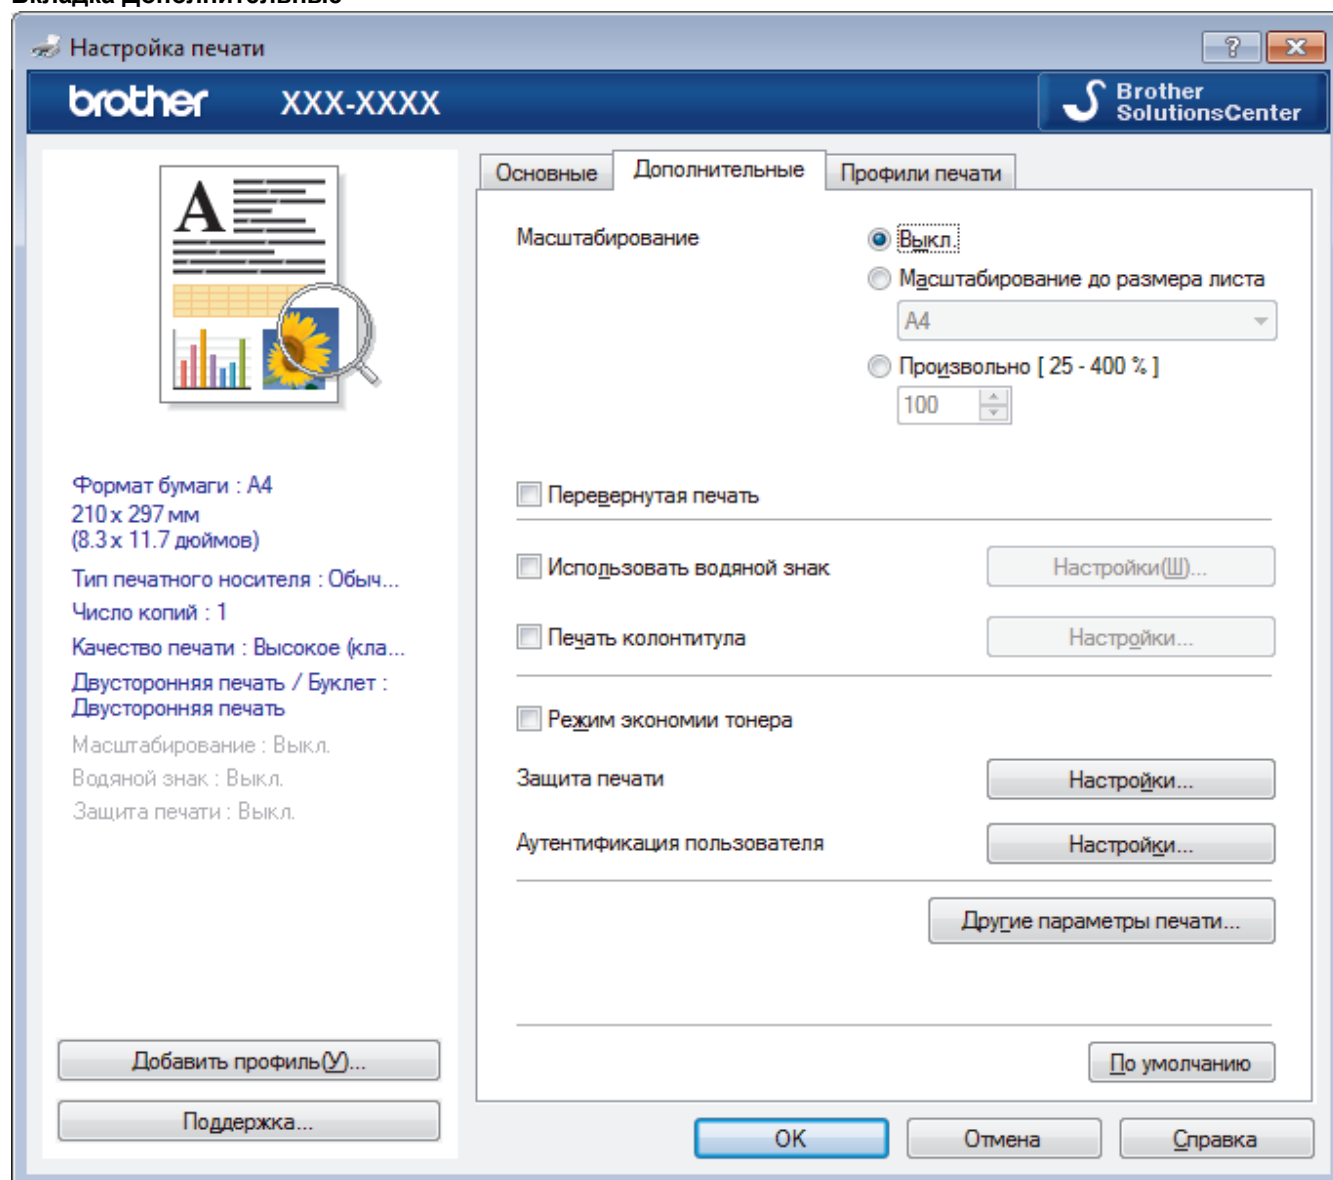 Вкладка Дополнительные
Настройка печати
brother XXX-XXXX
Brother
SolutionsCenter
A
Формат бумаги : A4
210 x 297 мм
(8.3 x 11.7 дюймов)
Тип печатного носителя : Обыч...
Число копий : 1
Качество печати : Высокое (кла...
Двусторонняя печать / Буклет :
Двусторонняя печать
Масштабирование : Выкл.
Водяной знак : Выкл.
Защита печати : Выкл.
Добавить профиль(У)...
Поддержка...
Основные Дополнительные Профили печати
Масштабирование
Выкл.
Масштабирование до размера листа
A4
Произвольно [ 25 - 400 % ]
100
Перевернутая печать
Использовать водяной знак Настройки(Ш)...
Печать колонтитула Настройки...
Режим экономии тонера
Защита печати Настройки...
Аутентификация пользователя Настройки...
Другие параметры печати...
По умолчанию
OK Отмена Справка